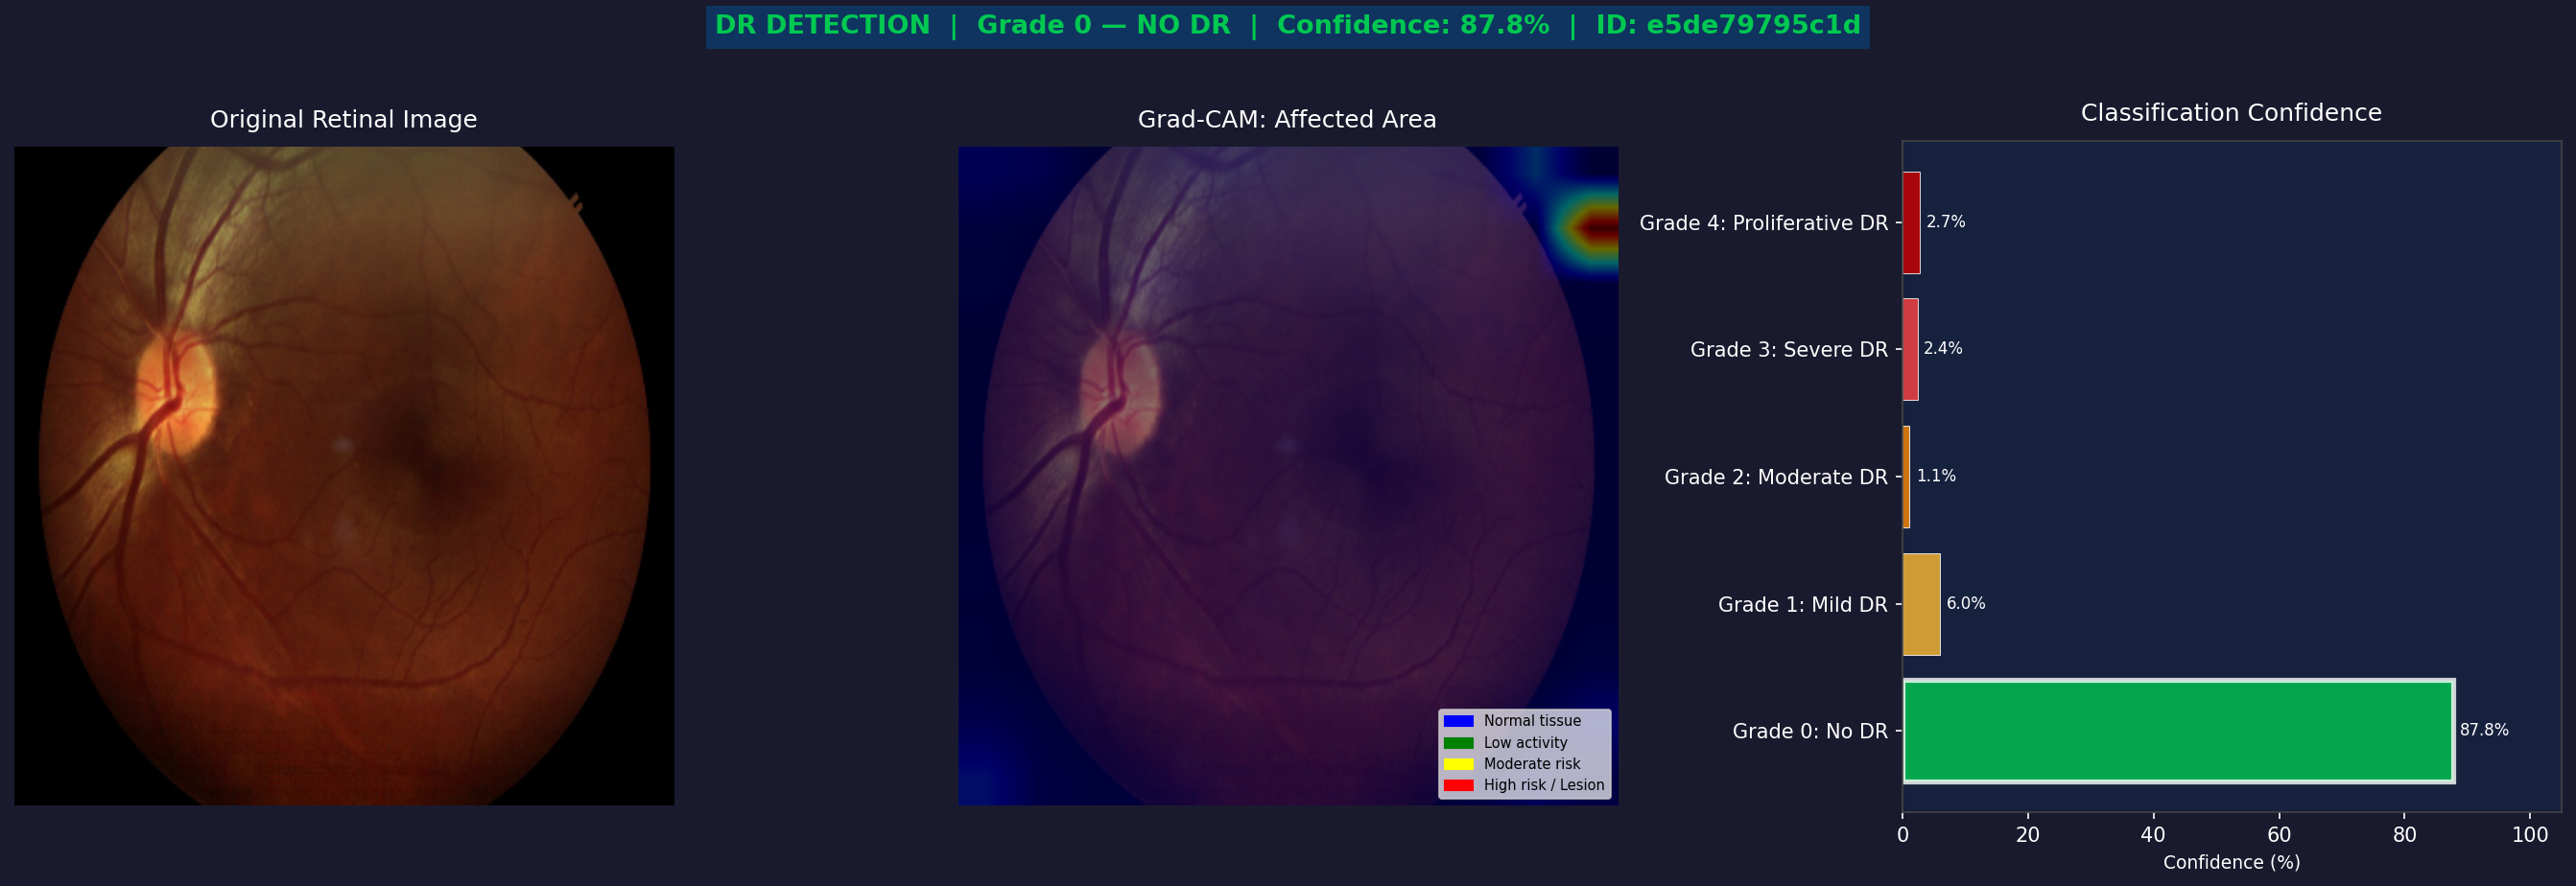 DR DETECTION | Grade 0 — NO DR | Confidence: 87.8% | ID: e5de79795c1d
Original Retinal Image
Grad-CAM: Affected Area
Normal tissue
Low activity
Moderate risk
High risk / Lesion
Classification Confidence
Grade 4: Proliferative DR 2.7%
Grade 3: Severe DR 2.4%
Grade 2: Moderate DR 1.1%
Grade 1: Mild DR 6.0%
Grade 0: No DR 87.8%
0 20 40 60 80 100
Confidence (%)